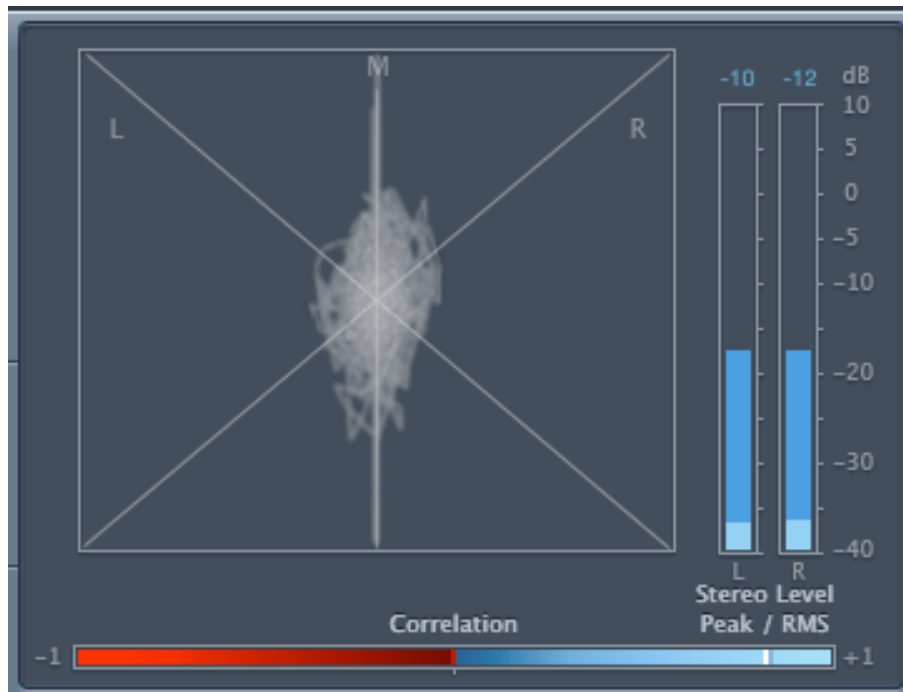 M
L
R
-10 -12 dB
10
5
0
-5
-10
-20
-30
-40
L R
Stereo Level
Peak / RMS
Correlation
-1
+1